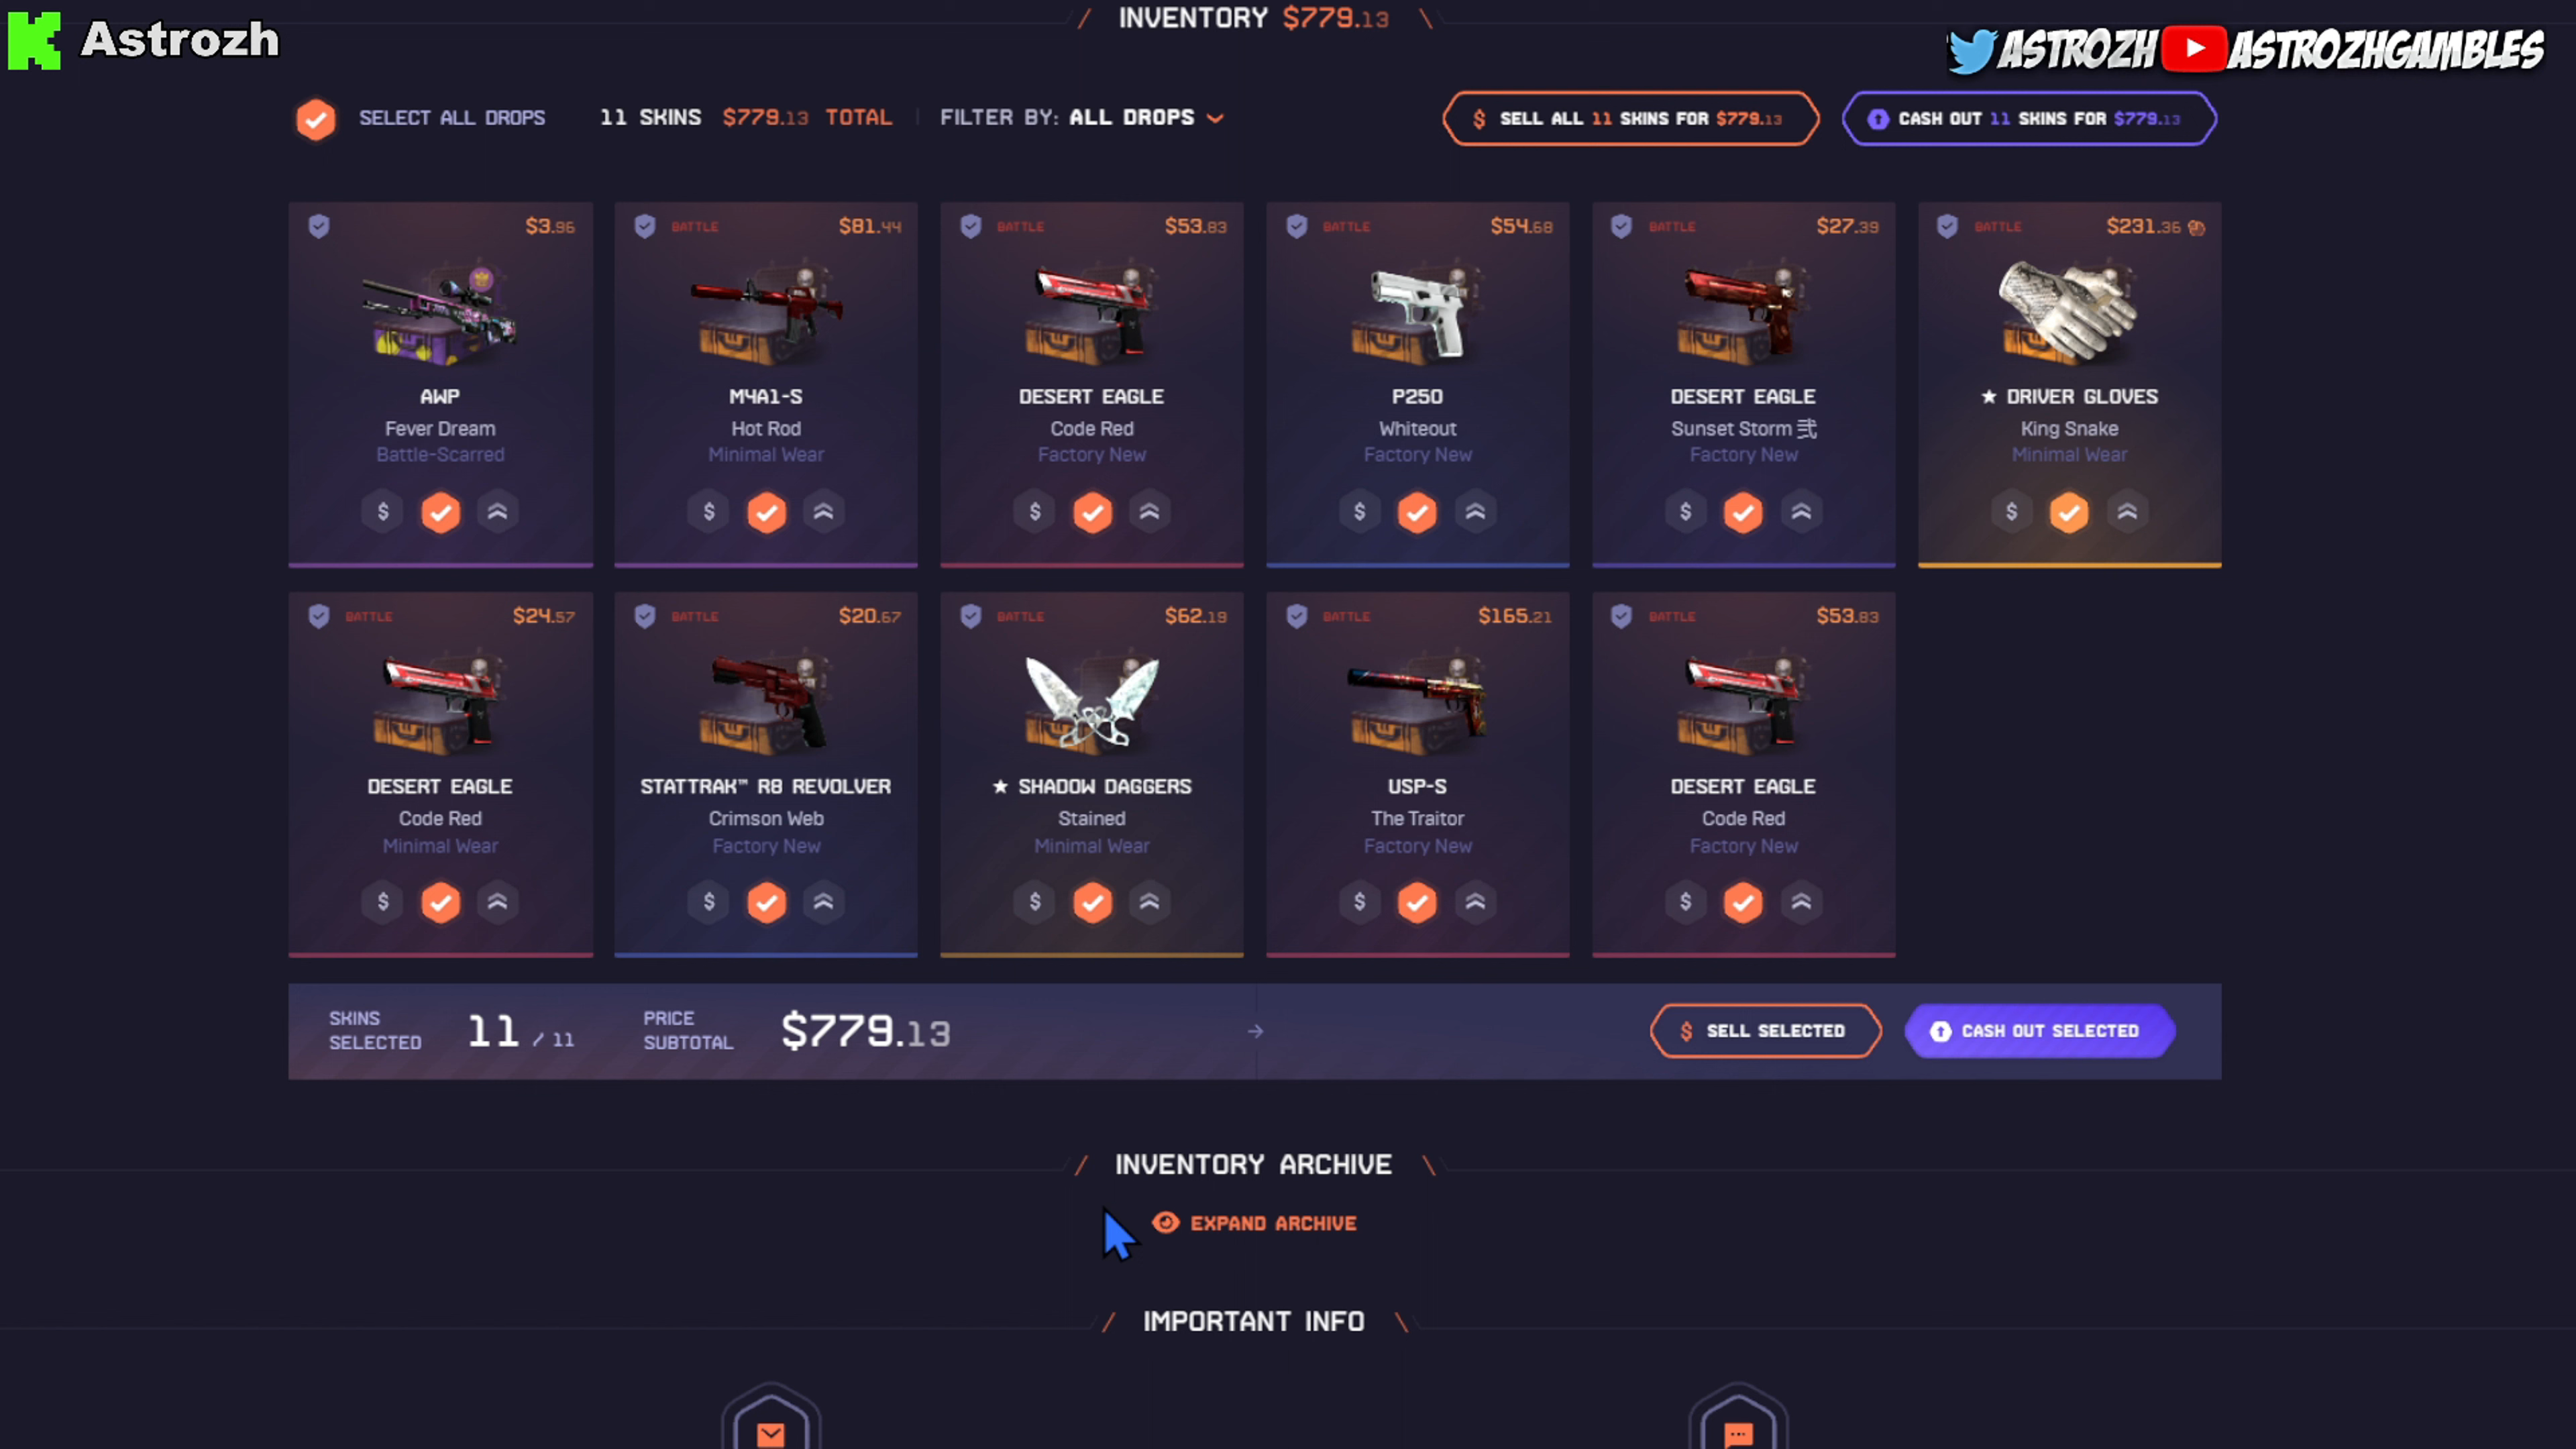 Astrozh
/ INVENTORY $779.13 \
ASTROZH ASTROZHGAMBLES
SELECT ALL DROPS 11 SKINS $779.13 TOTAL FILTER BY: ALL DROPS
$ SELL ALL 11 SKINS FOR $779.13
CASH OUT 11 SKINS FOR $779.13
$3.96
AWP
Fever Dream
Battle-Scarred
$
BATTLE $81.44
M4A1-S
Hot Rod
Minimal Wear
$
BATTLE $53.83
DESERT EAGLE
Code Red
Factory New
$
BATTLE $54.68
P250
Whiteout
Factory New
$
BATTLE $27.39
DESERT EAGLE
Sunset Storm 弐
Factory New
$
BATTLE $231.36
★ DRIVER GLOVES
King Snake
Minimal Wear
$
BATTLE $24.57
DESERT EAGLE
Code Red
Minimal Wear
$
BATTLE $20.67
STATTRAK™ R8 REVOLVER
Crimson Web
Factory New
$
BATTLE $62.19
★ SHADOW DAGGERS
Stained
Minimal Wear
$
BATTLE $165.21
USP-S
The Traitor
Factory New
$
BATTLE $53.83
DESERT EAGLE
Code Red
Factory New
$
SKINS
SELECTED
11 / 11
PRICE
SUBTOTAL
$779.13
$ SELL SELECTED
CASH OUT SELECTED
/ INVENTORY ARCHIVE \
EXPAND ARCHIVE
/ IMPORTANT INFO \